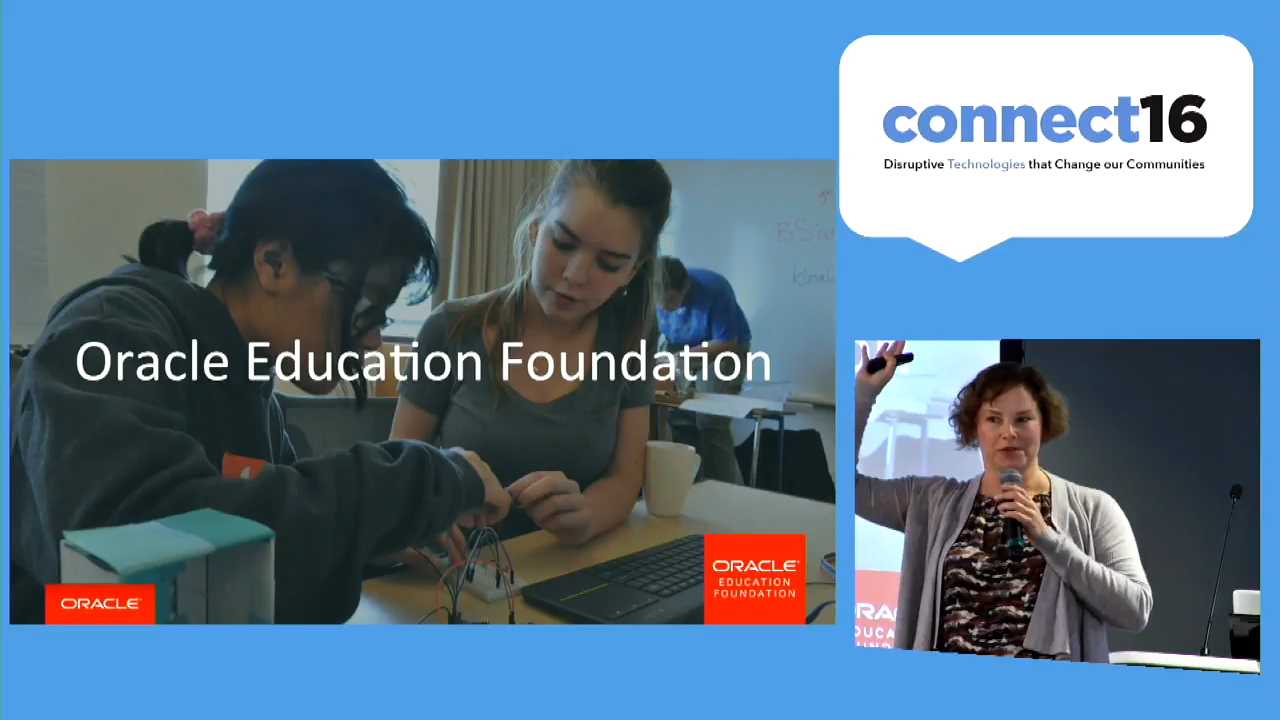 connect16
Disruptive Technologies that Change our Communities
Oracle Education Foundation
ORACLE
ORACLE
EDUCATION
FOUNDATION